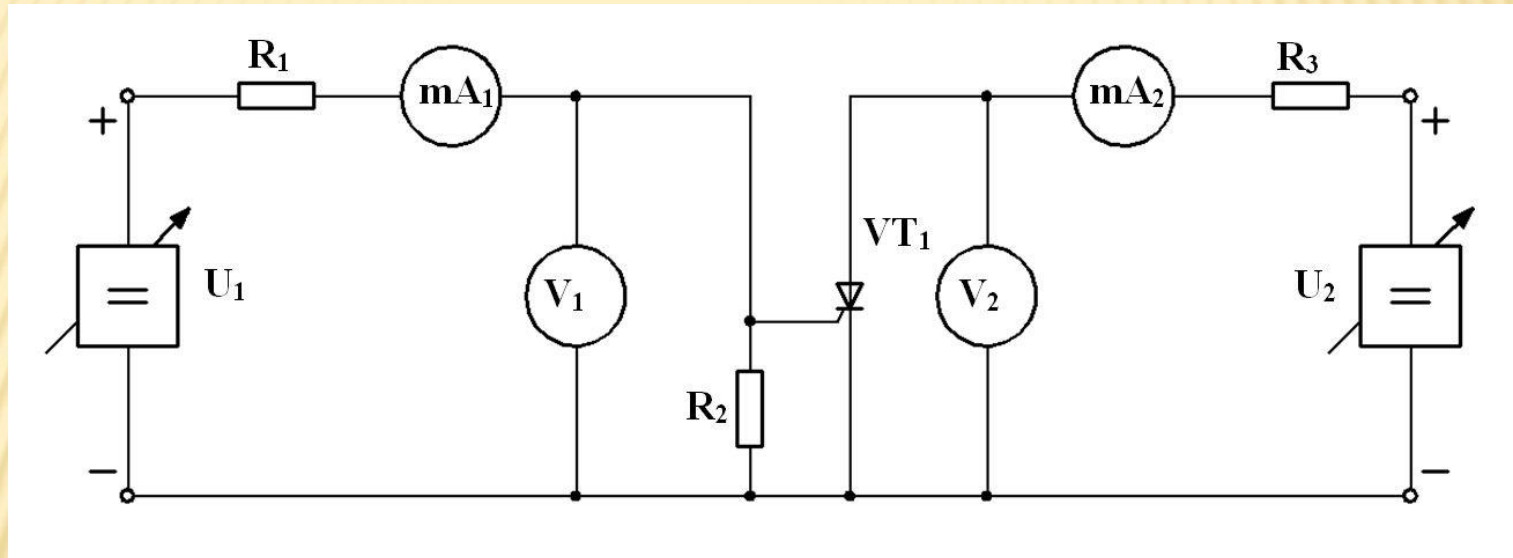 R₁
mA₁
mA₂
R₃
+
+
VT₁
U₁
=
V₁
V₂
U₂
=
R₂
−
−